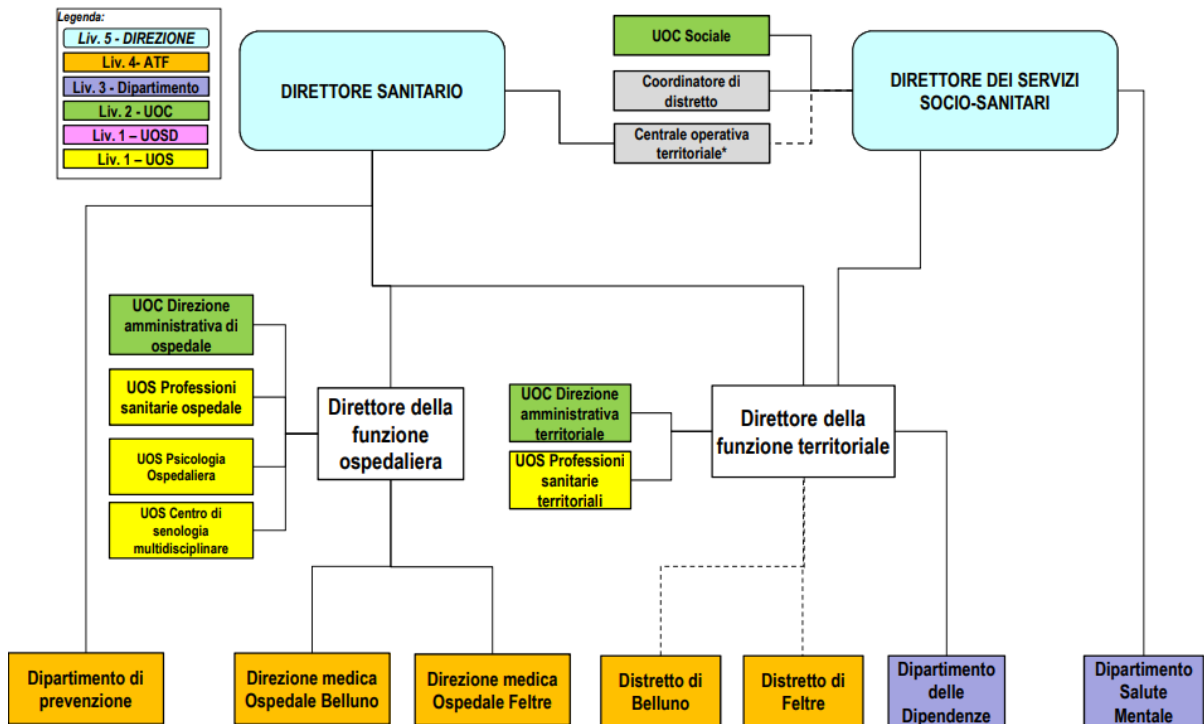 Legenda:
Liv. 5 - DIREZIONE
Liv. 4- ATF
Liv. 3 - Dipartimento
Liv. 2 - UOC
Liv. 1 – UOSD
Liv. 1 – UOS
DIRETTORE SANITARIO
UOC Sociale
Coordinatore di
distretto
Centrale operativa
territoriale*
DIRETTORE DEI SERVIZI
SOCIO-SANITARI
UOC Direzione
amministrativa di
ospedale
UOS Professioni
sanitarie ospedale
UOS Psicologia
Ospedaliera
UOS Centro di
senologia
multidisciplinare
Direttore della
funzione
ospedaliera
UOC Direzione
amministrativa
territoriale
UOS Professioni
sanitarie
territoriali
Direttore della
funzione territoriale
Dipartimento di
prevenzione
Direzione medica
Ospedale Belluno
Direzione medica
Ospedale Feltre
Distretto di
Belluno
Distretto di
Feltre
Dipartimento
delle
Dipendenze
Dipartimento
Salute
Mentale